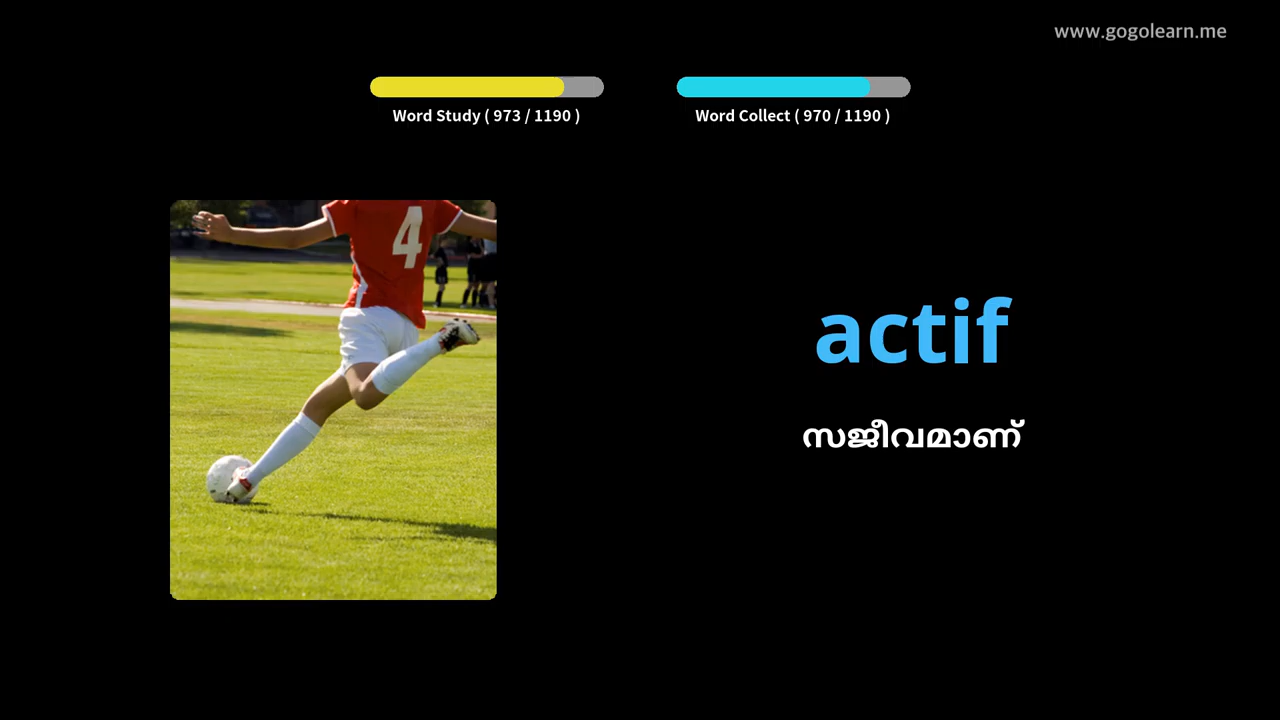 www.gogolearn.me
Word Study ( 973 / 1190 )
Word Collect ( 970 / 1190 )
4
actif
സജീവമാണ്